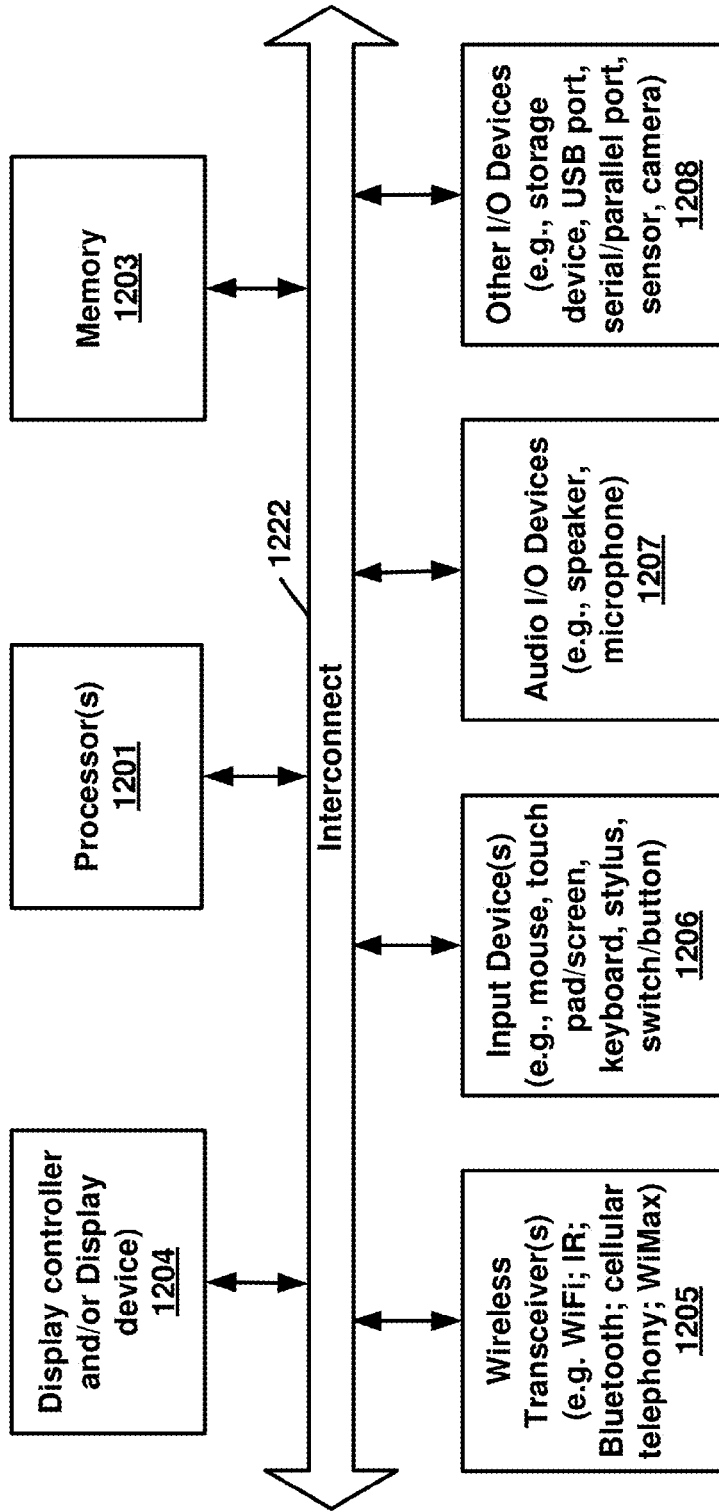 Display controller
and/or Display
device)
1204
Processor(s)
1201
Memory
1203
1222
Interconnect
Wireless
Transceiver(s)
(e.g. WiFi; IR;
Bluetooth; cellular
telephony; WiMax)
1205
Input Device(s)
(e.g., mouse, touch
pad/screen,
keyboard, stylus,
switch/button)
1206
Audio I/O Devices
(e.g., speaker,
microphone)
1207
Other I/O Devices
(e.g., storage
device, USB port,
serial/parallel port,
sensor, camera)
1208